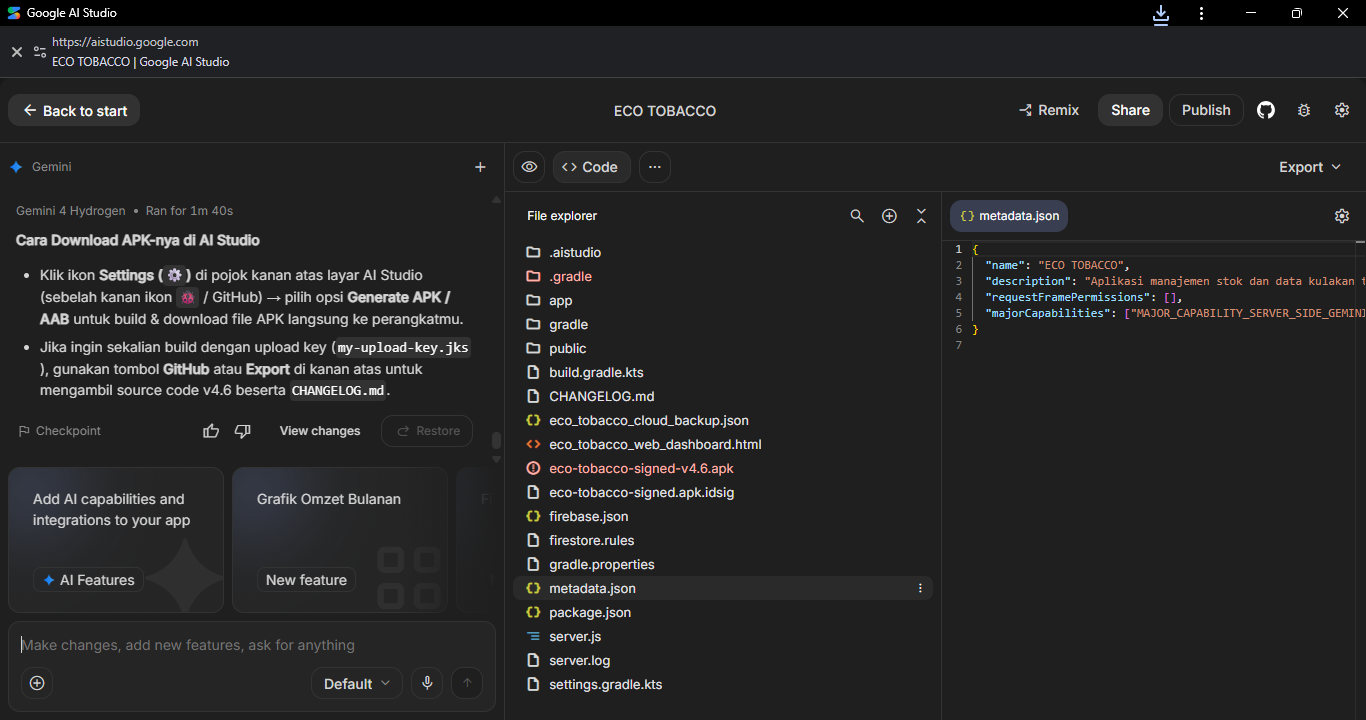 Google AI Studio
https://aistudio.google.com
ECO TOBACCO | Google AI Studio
Back to start
ECO TOBACCO
Remix
Share
Publish
Gemini
Code
Export
Gemini 4 Hydrogen • Ran for 1m 40s
Cara Download APK-nya di AI Studio
• Klik ikon Settings ( ) di pojok kanan atas layar AI Studio
(sebelah kanan ikon / GitHub) → pilih opsi Generate APK /
AAB untuk build & download file APK langsung ke perangkatmu.
• Jika ingin sekalian build dengan upload key (my-upload-key.jks
), gunakan tombol GitHub atau Export di kanan atas untuk
mengambil source code v4.6 beserta CHANGELOG.md.
Checkpoint
View changes
Restore
Add AI capabilities and
integrations to your app
AI Features
Grafik Omzet Bulanan
New feature
F
Make changes, add new features, ask for anything
Default
File explorer
.aistudio
.gradle
app
gradle
public
build.gradle.kts
CHANGELOG.md
eco_tobacco_cloud_backup.json
eco_tobacco_web_dashboard.html
eco-tobacco-signed-v4.6.apk
eco-tobacco-signed.apk.idsig
firebase.json
firestore.rules
gradle.properties
metadata.json
package.json
server.js
server.log
settings.gradle.kts
{} metadata.json
1 {
2 "name": "ECO TOBACCO",
3 "description": "Aplikasi manajemen stok dan data kulakan
4 "requestFramePermissions": [],
5 "majorCapabilities": ["MAJOR_CAPABILITY_SERVER_SIDE_GEMINI
6 }
7